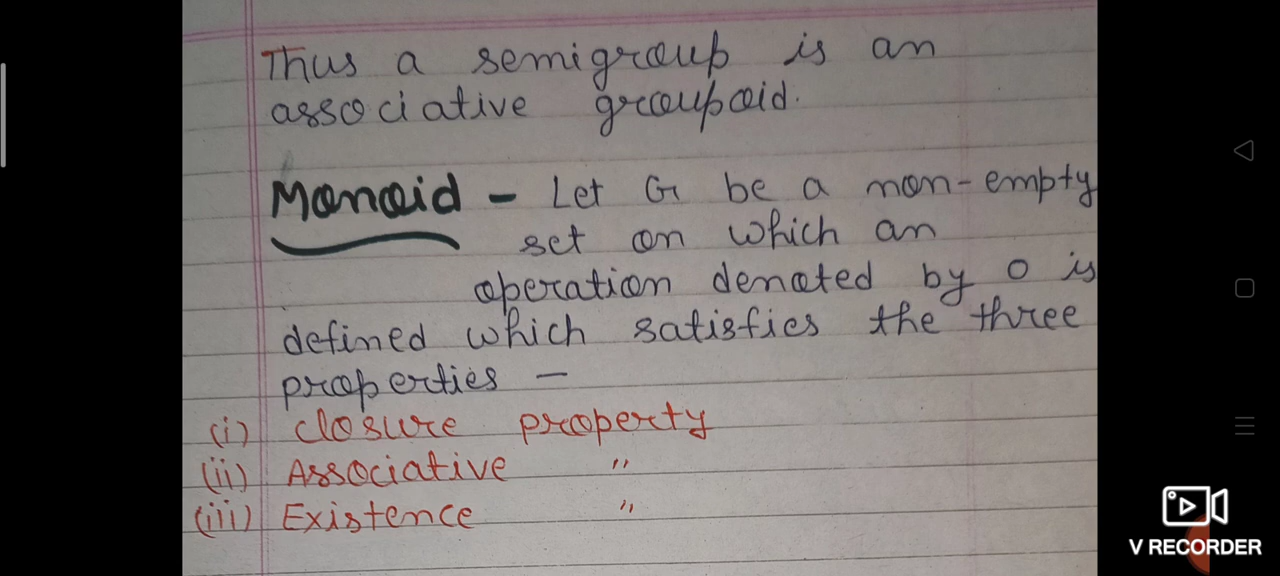 Thus a semigroup is an
associative groupoid.
Monoid - Let G be a non-empty
set on which an
operation denoted by o is
defined which satisfies the three
properties —
(i) Closure property
(ii) Associative "
(iii) Existence "
V RECORDER